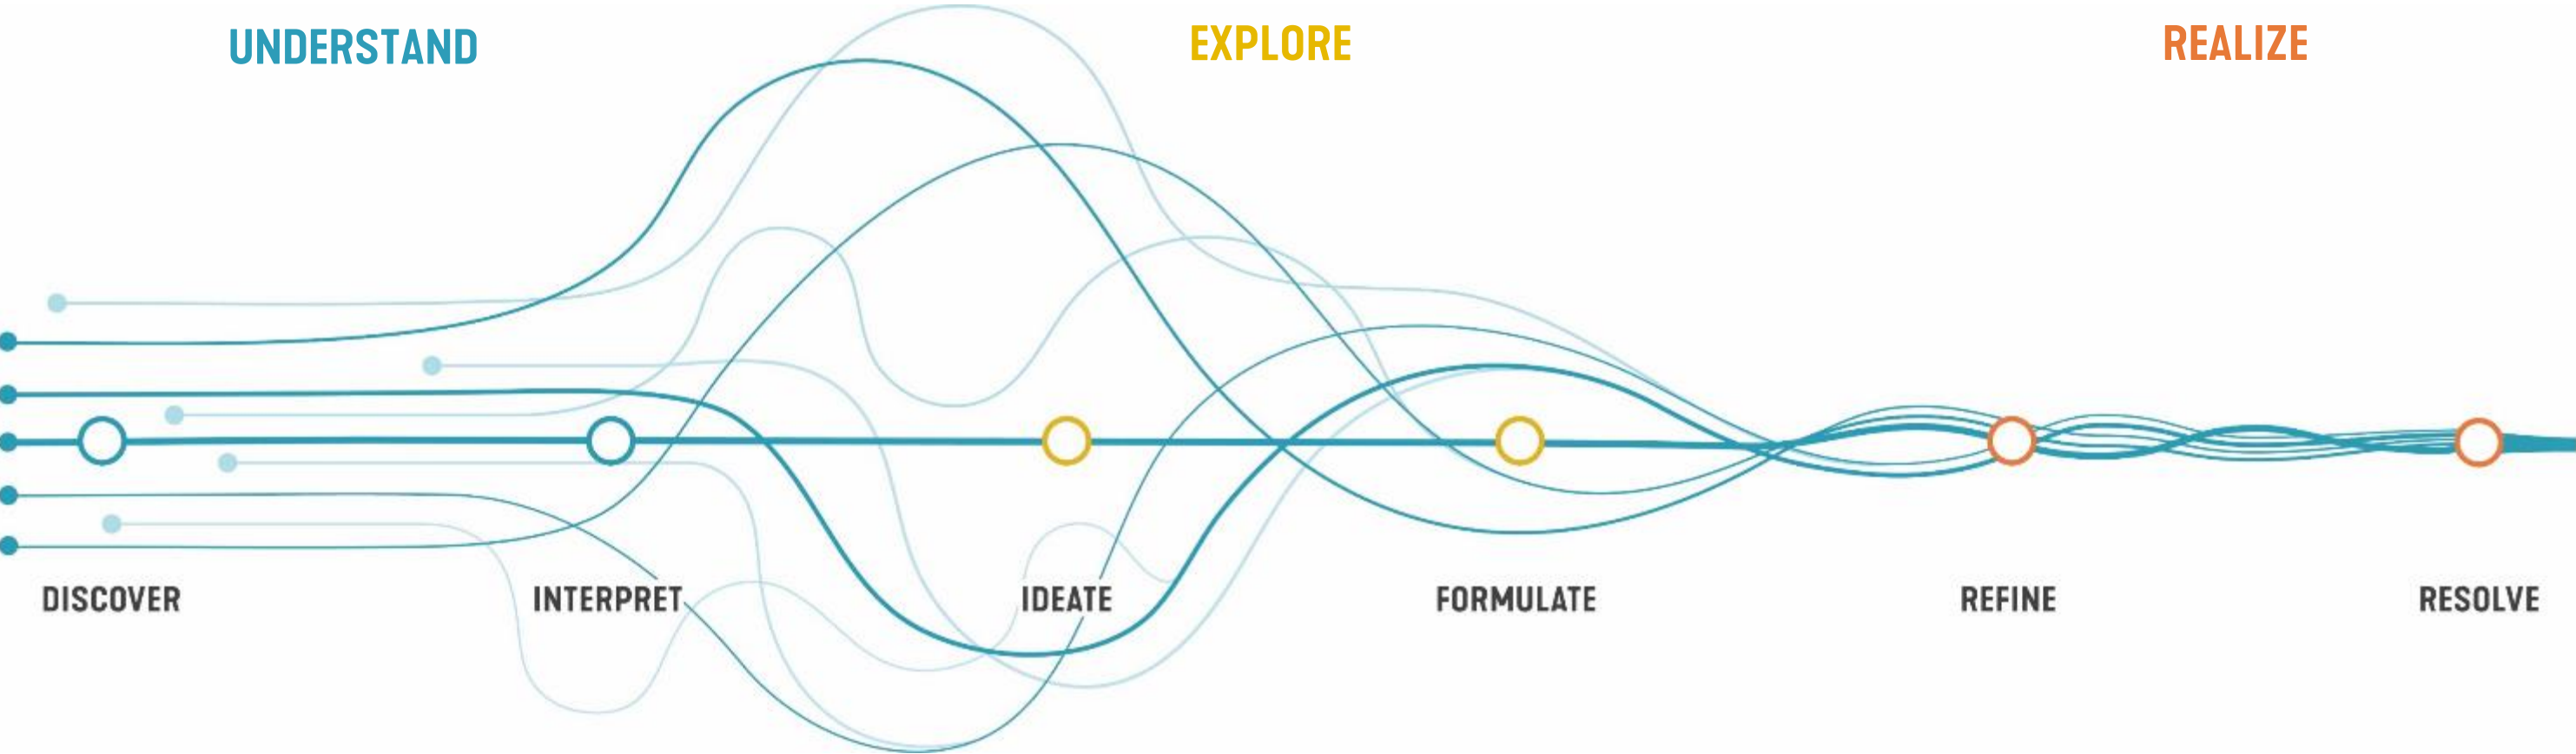 UNDERSTAND
EXPLORE
REALIZE
DISCOVER
INTERPRET
IDEATE
FORMULATE
REFINE
RESOLVE